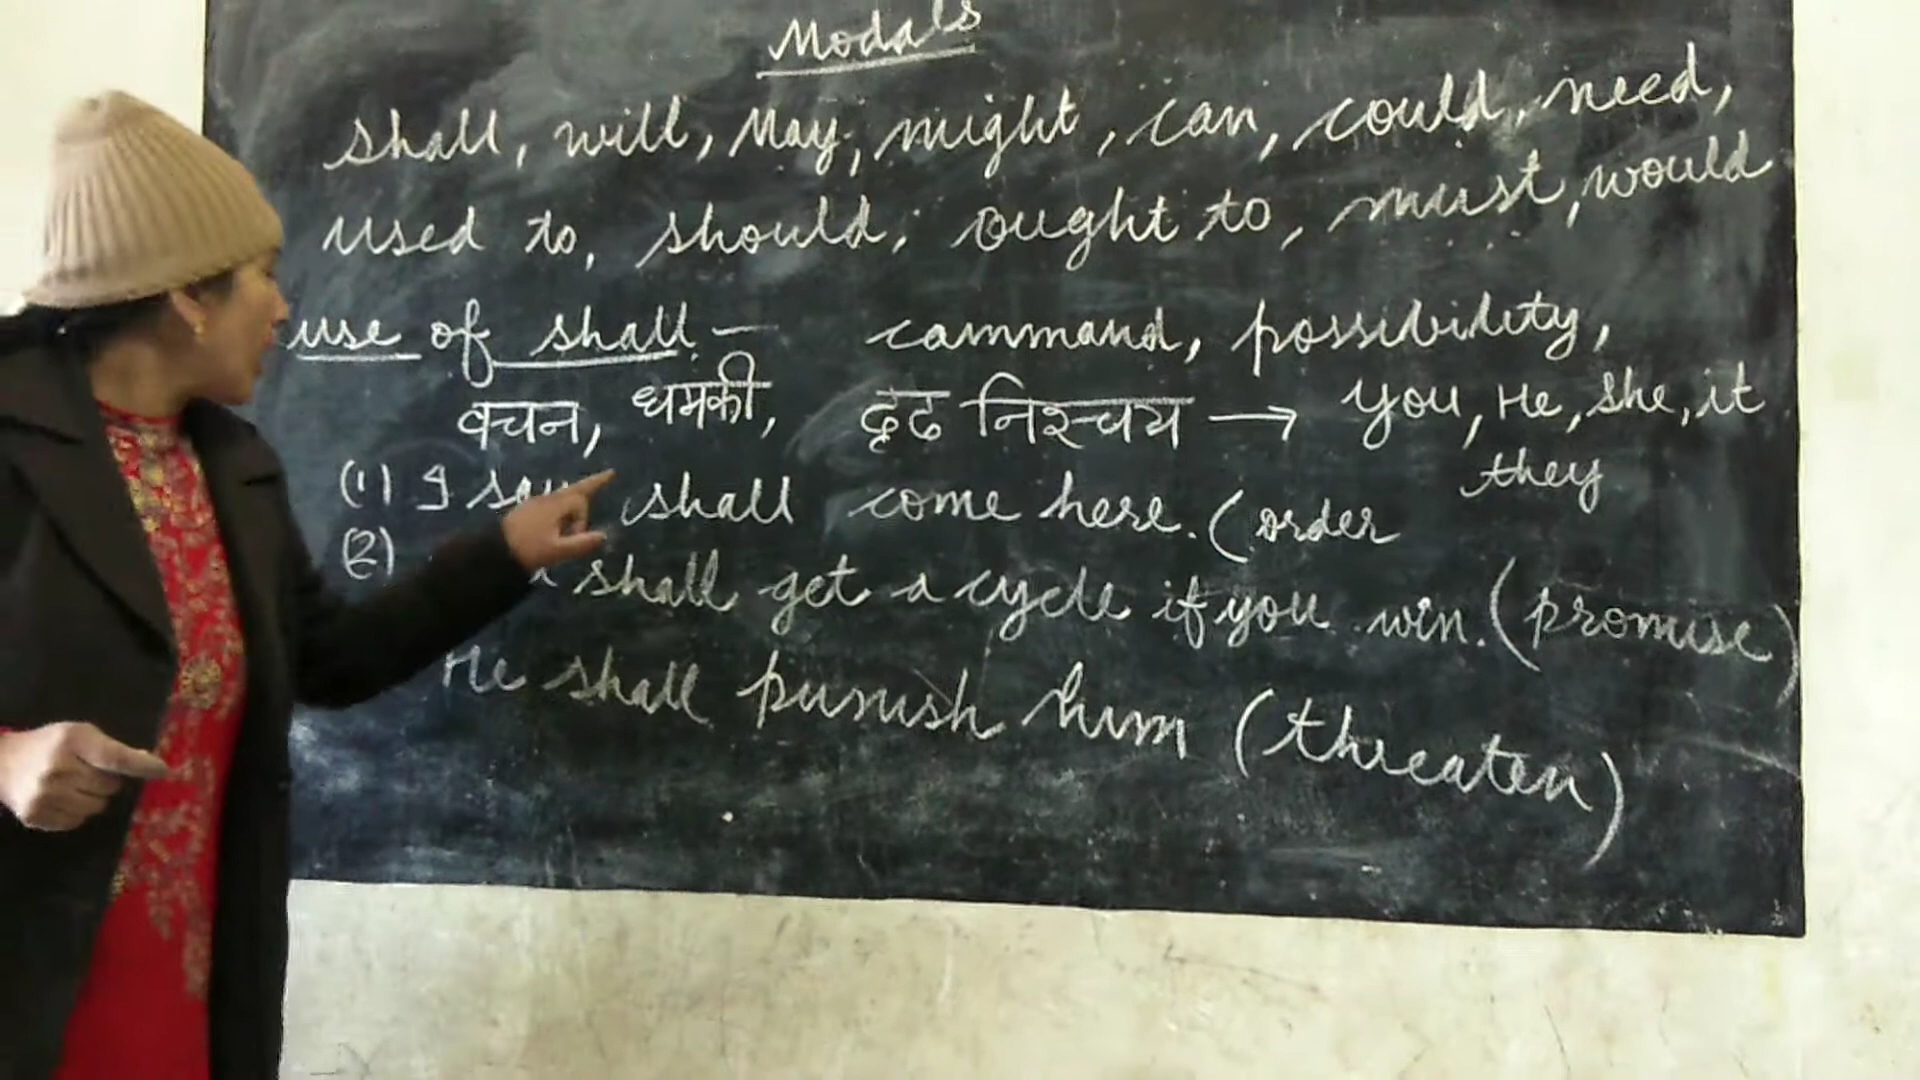 Modals
shall, will, May, might, can, could, need,
used to, should, ought to, must, would
use of shall — cammand, possibility,
वचन, धमकी, दृढ निश्चय → you, He, She, it
they
(1) I say shall come here. (order
(2) shall get a cycle if you win. (promise)
He shall punish him (threaten)